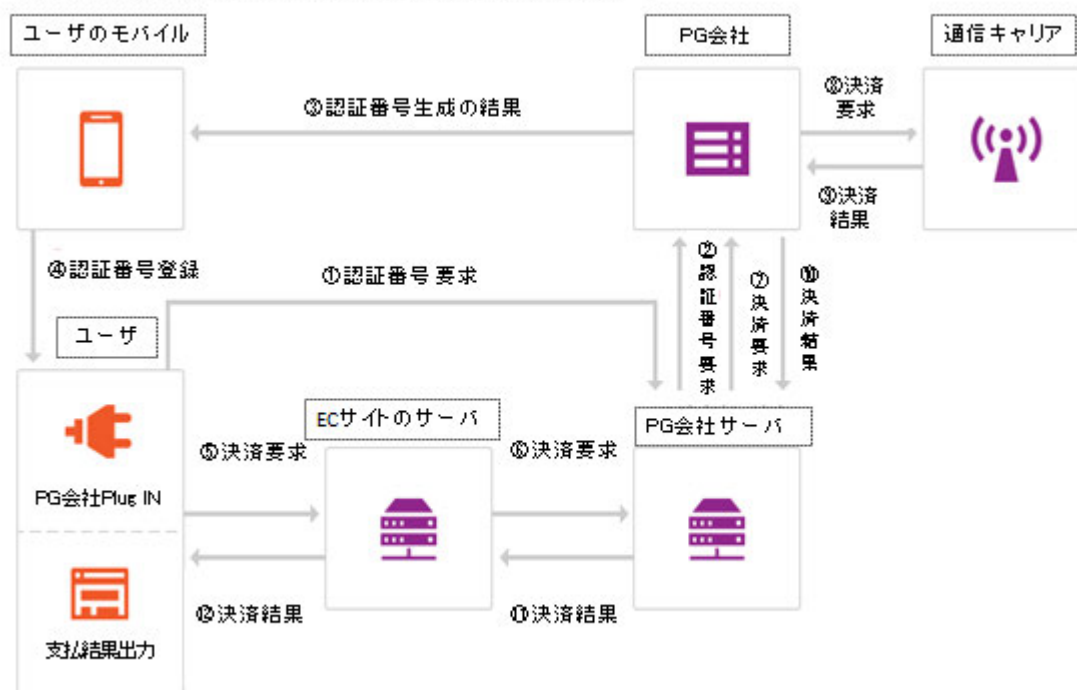 ユーザのモバイル
PG会社
通信キャリア
③認証番号生成の結果
⑧決済
要求
⑨決済
結果
④認証番号登録
①認証番号 要求
②認証番号要求
⑦決済要求
⑩決済結果
ユーザ
ECサイトのサーバ
PG会社サーバ
⑤決済要求
⑥決済要求
PG会社Plug IN
⑫決済結果
⑪決済結果
支払結果出力